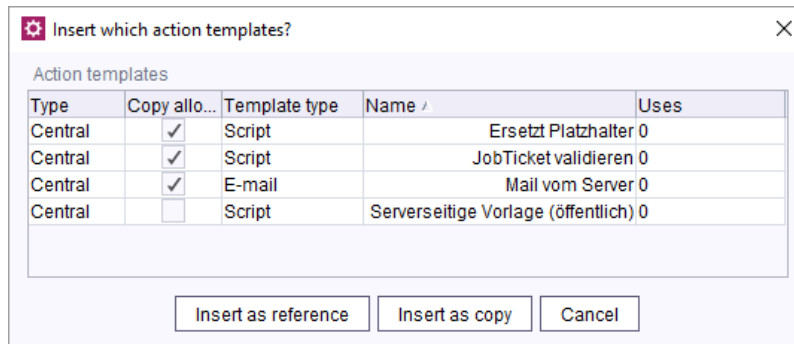 Insert which action templates?
Action templates
Type Copy allo... Template type Name Uses
Central Script Ersetzt Platzhalter 0
Central Script JobTicket validieren 0
Central E-mail Mail vom Server 0
Central Script Serverseitige Vorlage (öffentlich) 0
Insert as reference Insert as copy Cancel